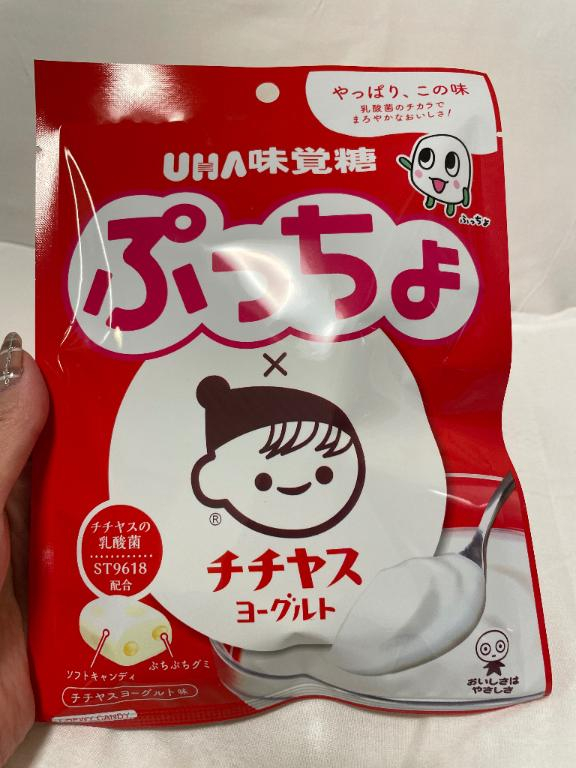 やっぱり、この味
乳酸菌のチカラで
まろやかなおいしさ!
UHA味覚糖
ぷっちょ
ぷっちょ
×
®
チチヤス
ヨーグルト
チチヤスの
乳酸菌
ST9618
配合
ソフトキャンディ
ぷちぷちグミ
チチヤスヨーグルト味
おいしさは
やさしさ
CHEWY CANDY